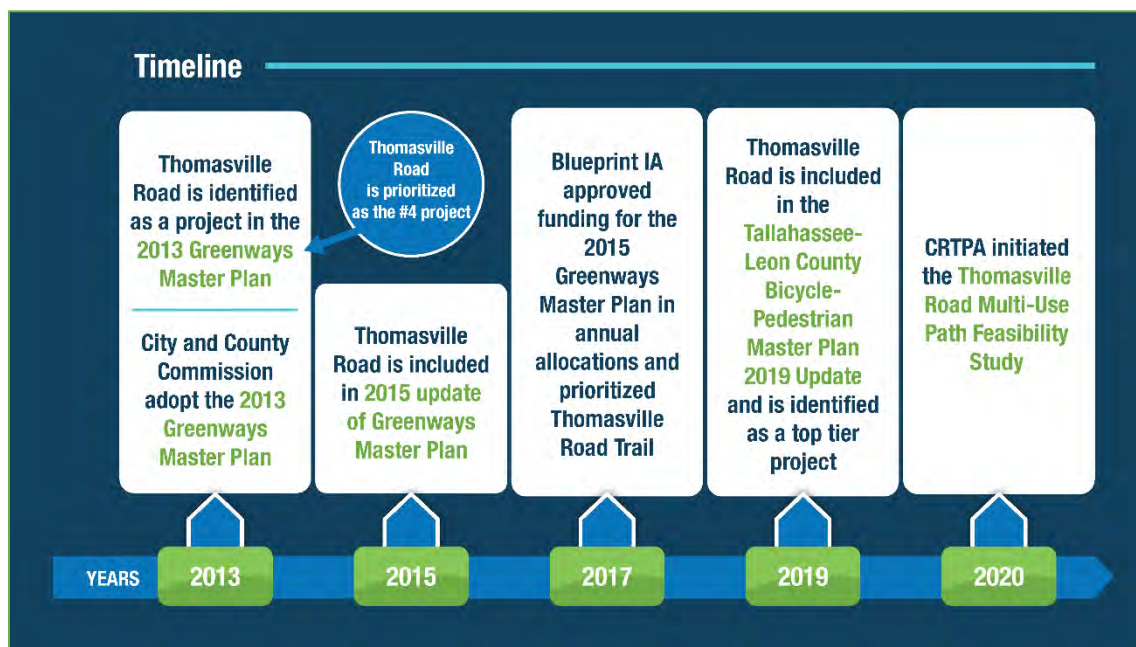 Timeline
Thomasville
Road is identified
as a project in the
2013 Greenways
Master Plan
City and County
Commission
adopt the 2013
Greenways
Master Plan
Thomasville
Road
is prioritized
as the #4 project
Thomasville
Road is included
in 2015 update
of Greenways
Master Plan
Blueprint IA
approved
funding for the
2015
Greenways
Master Plan in
annual
allocations and
prioritized
Thomasville
Road Trail
Thomasville
Road is included
in the
Tallahassee-
Leon County
Bicycle-
Pedestrian
Master Plan
2019 Update
and is identified
as a top tier
project
CRTPA initiated
the Thomasville
Road Multi-Use
Path Feasibility
Study
YEARS 2013 2015 2017 2019 2020